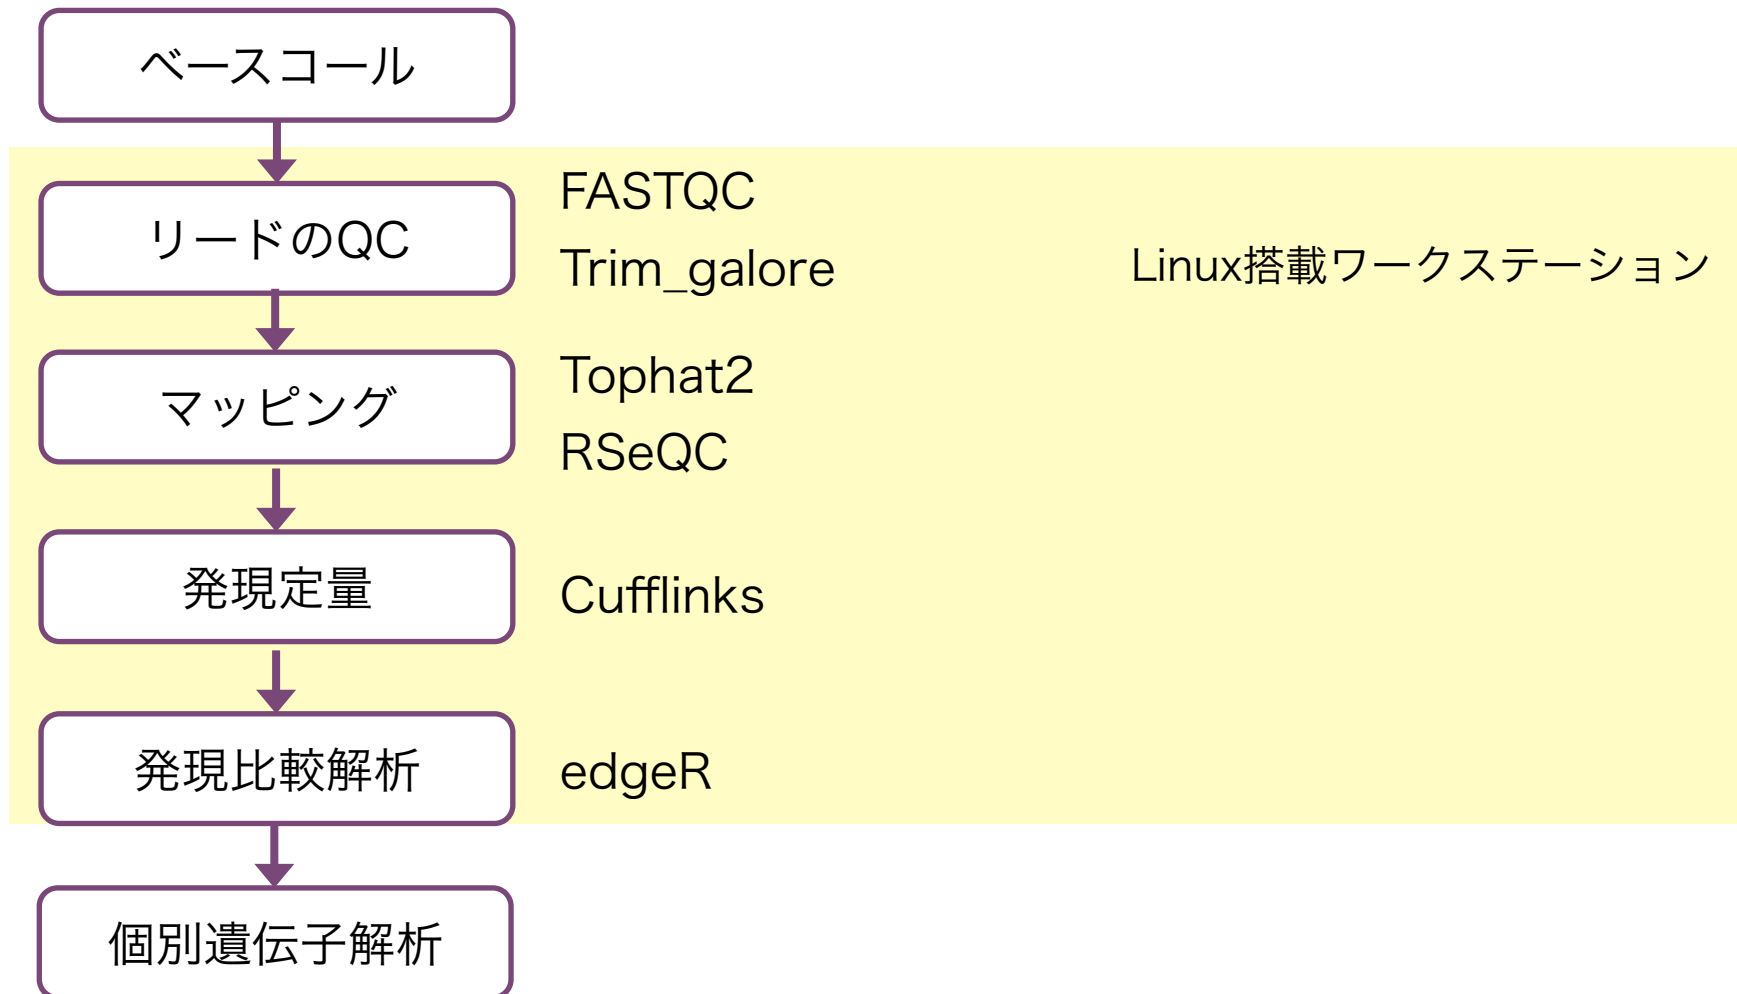 ベースコール
リードのQC
FASTQC
Trim_galore
Linux搭載ワークステーション
マッピング
Tophat2
RSeQC
発現定量
Cufflinks
発現比較解析
edgeR
個別遺伝子解析